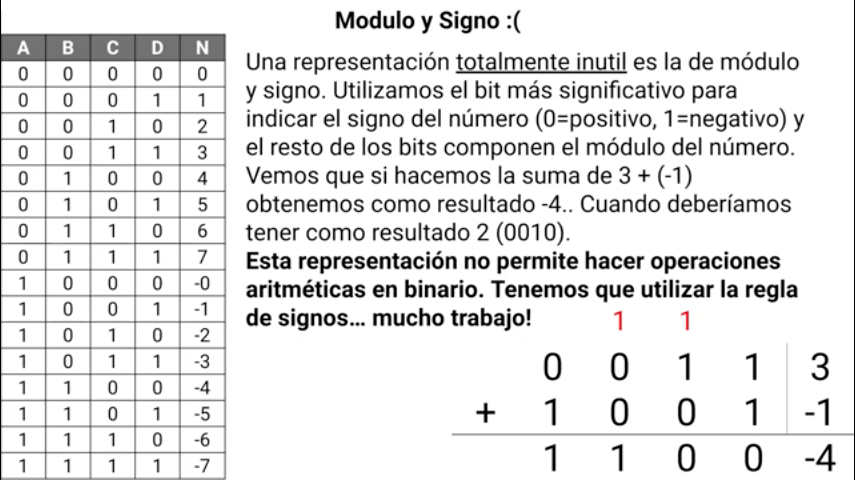 Modulo y Signo :(
A B C D N
0 0 0 0 0
0 0 0 1 1
0 0 1 0 2
0 0 1 1 3
0 1 0 0 4
0 1 0 1 5
0 1 1 0 6
0 1 1 1 7
1 0 0 0 -0
1 0 0 1 -1
1 0 1 0 -2
1 0 1 1 -3
1 1 0 0 -4
1 1 0 1 -5
1 1 1 0 -6
1 1 1 1 -7
Una representación totalmente inutil es la de módulo
y signo. Utilizamos el bit más significativo para
indicar el signo del número (0=positivo, 1=negativo) y
el resto de los bits componen el módulo del número.
Vemos que si hacemos la suma de 3 + (-1)
obtenemos como resultado -4.. Cuando deberíamos
tener como resultado 2 (0010).
Esta representación no permite hacer operaciones
aritméticas en binario. Tenemos que utilizar la regla
de signos... mucho trabajo!
1 1
0 0 1 1 3
+ 1 0 0 1 -1
1 1 0 0 -4